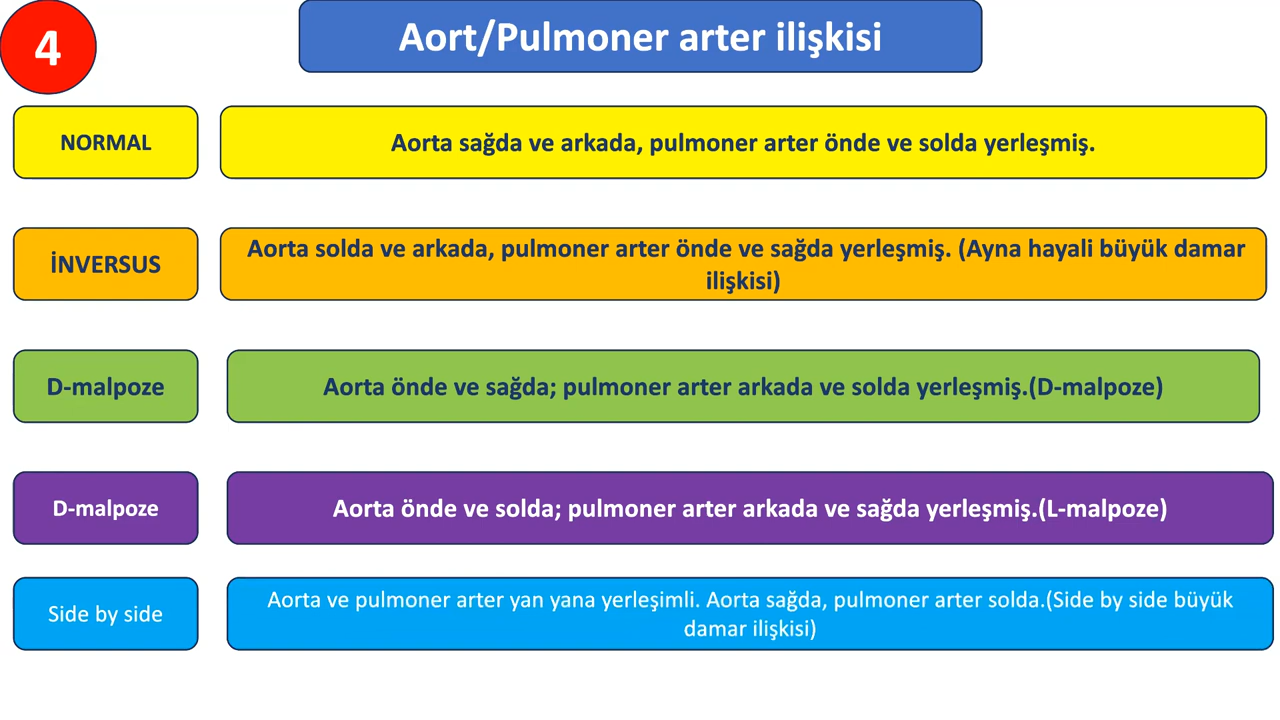 4
Aort/Pulmoner arter ilişkisi
NORMAL
Aorta sağda ve arkada, pulmoner arter önde ve solda yerleşmiş.
İNVERSUS
Aorta solda ve arkada, pulmoner arter önde ve sağda yerleşmiş. (Ayna hayali büyük damar
ilişkisi)
D-malpoze
Aorta önde ve sağda; pulmoner arter arkada ve solda yerleşmiş.(D-malpoze)
D-malpoze
Aorta önde ve solda; pulmoner arter arkada ve sağda yerleşmiş.(L-malpoze)
Side by side
Aorta ve pulmoner arter yan yana yerleşimli. Aorta sağda, pulmoner arter solda.(Side by side büyük
damar ilişkisi)